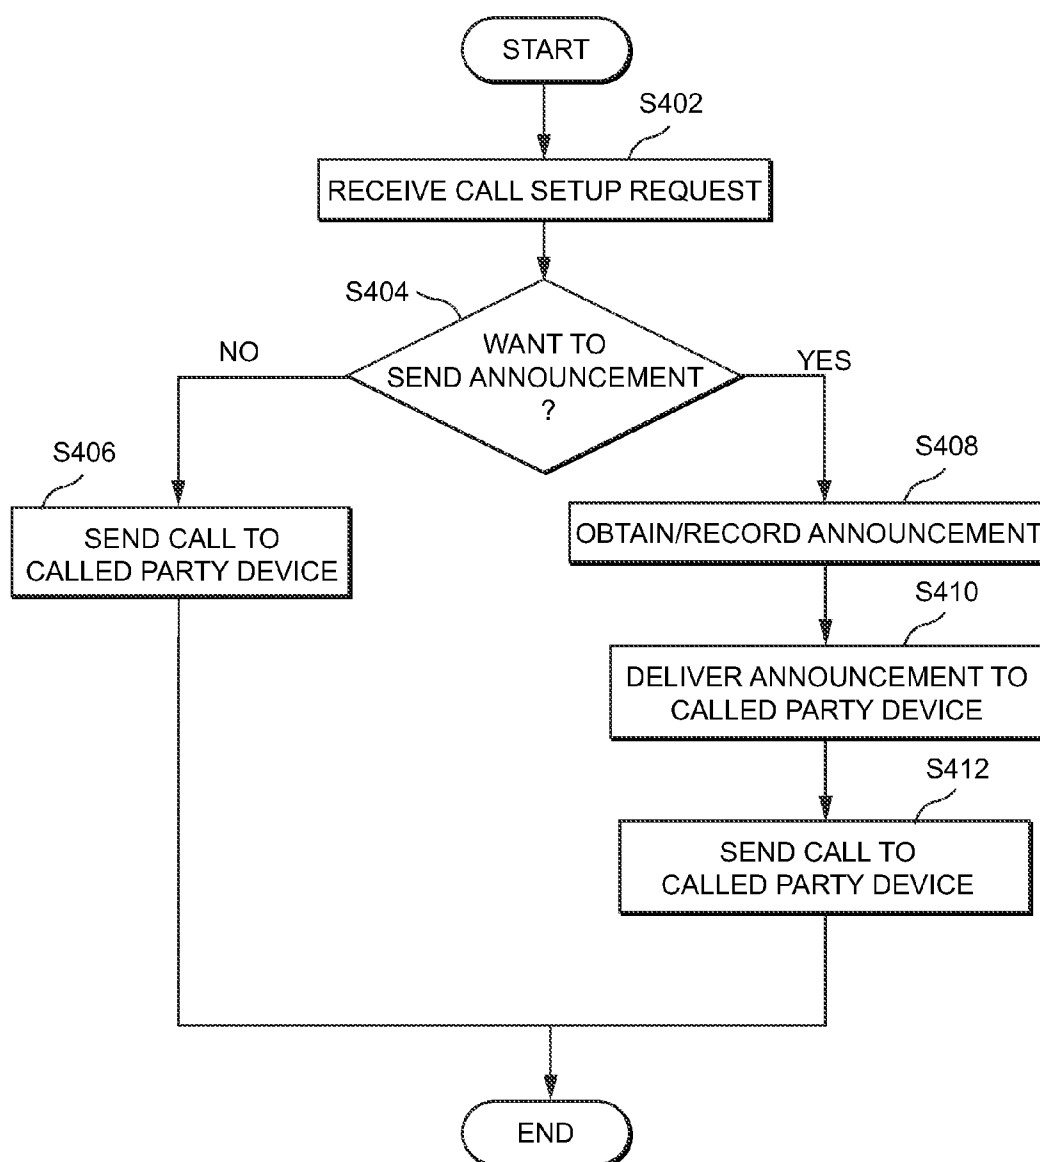 START
S402
RECEIVE CALL SETUP REQUEST
S404
WANT TO
SEND ANNOUNCEMENT
?
NO
YES
S406
SEND CALL TO
CALLED PARTY DEVICE
S408
OBTAIN/RECORD ANNOUNCEMENT
S410
DELIVER ANNOUNCEMENT TO
CALLED PARTY DEVICE
S412
SEND CALL TO
CALLED PARTY DEVICE
END